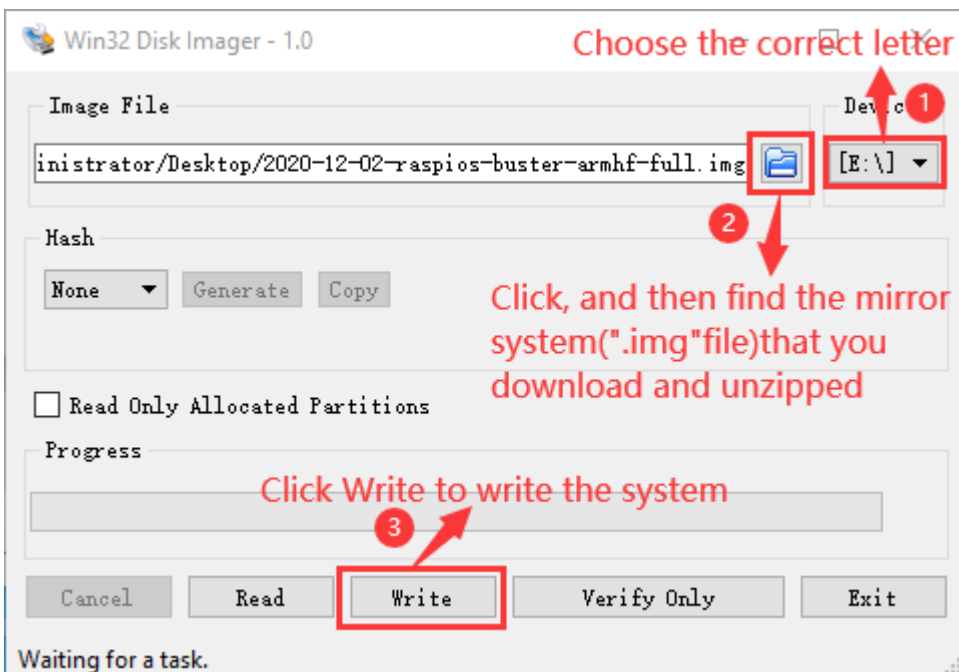 Win32 Disk Imager - 1.0
Choose the correct letter
Image File
Devic
1
inistrator/Desktop/2020-12-02-raspios-buster-armhf-full.img
[E:\]
2
Hash
None
Generate
Copy
Click, and then find the mirror
system(".img"file)that you
download and unzipped
Read Only Allocated Partitions
Progress
Click Write to write the system
3
Cancel
Read
Write
Verify Only
Exit
Waiting for a task.